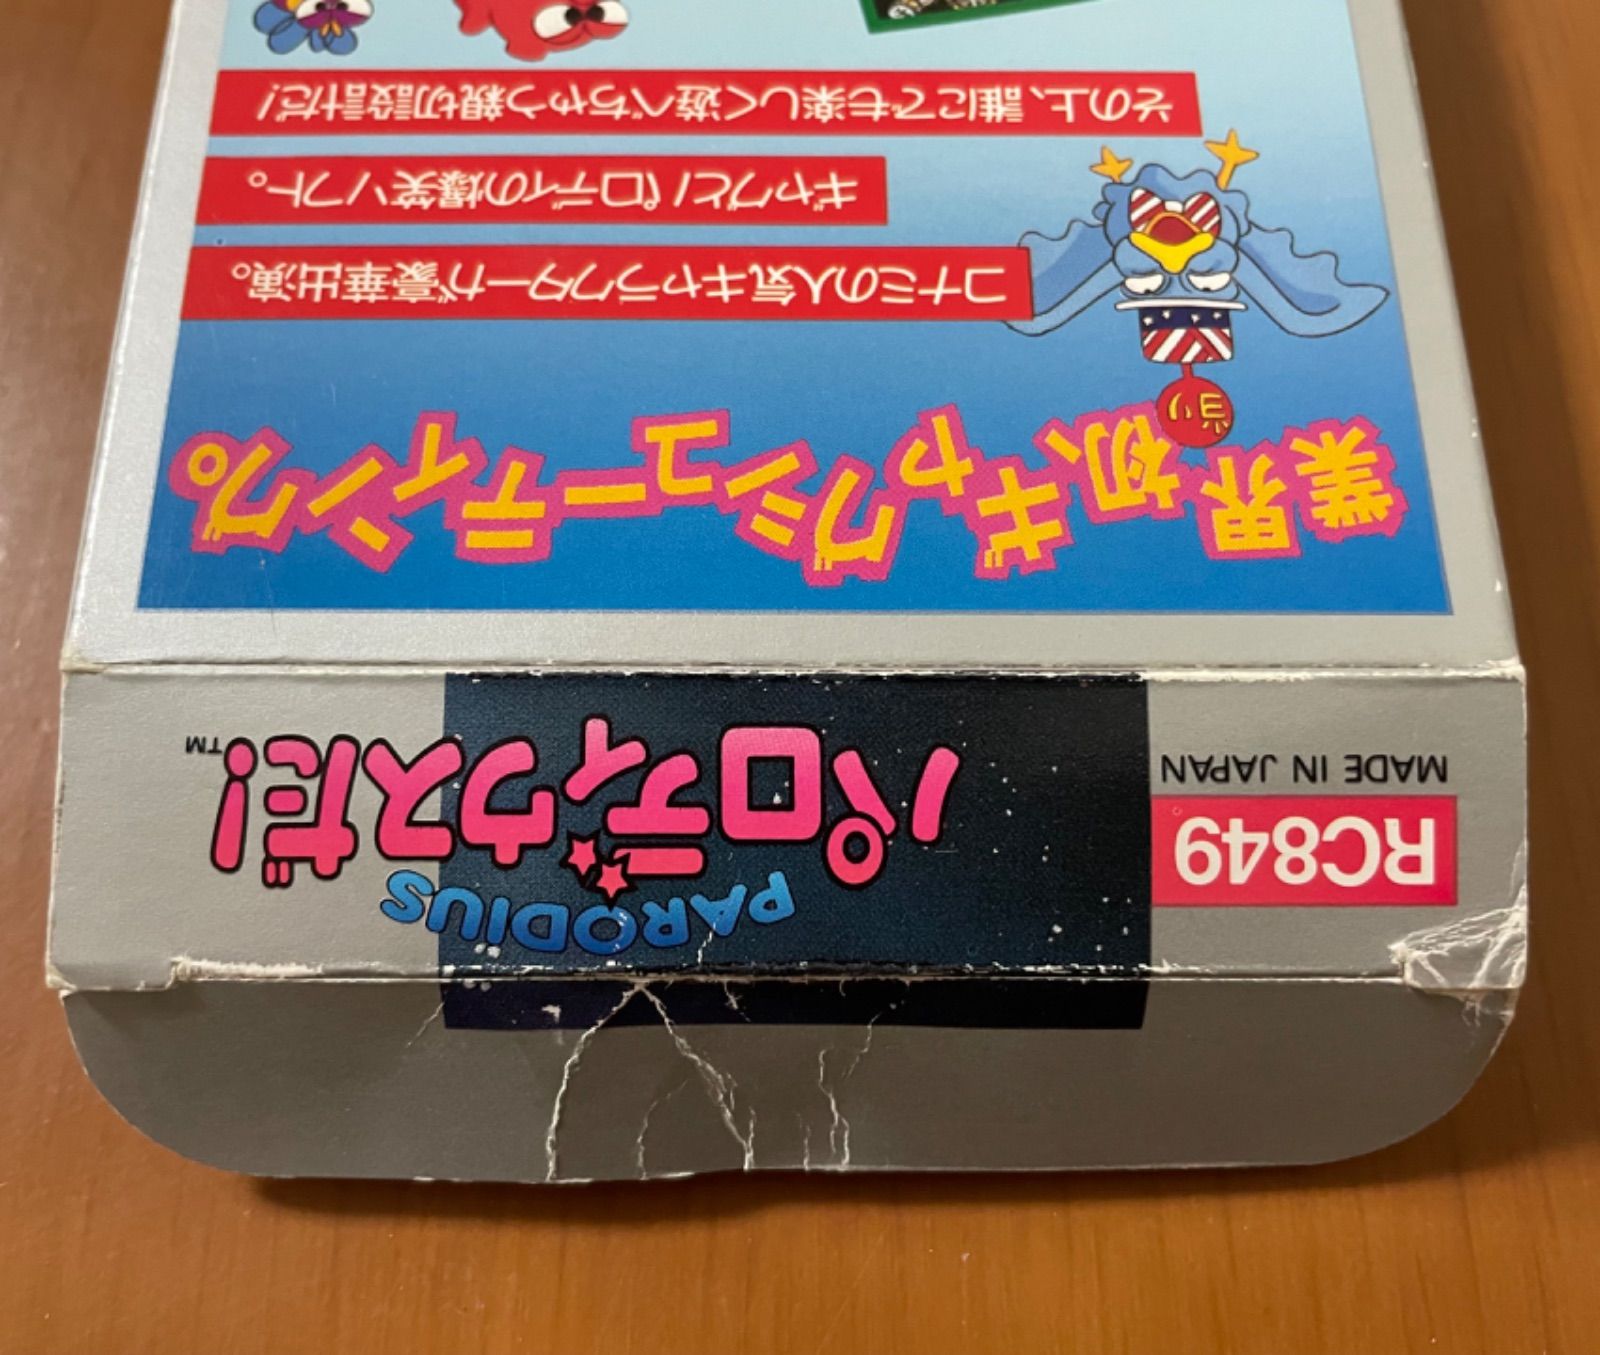 RC849
MADE IN JAPAN
PARODIUS
パロディウスだ!™
業界初、ギャグシューティング。
コナミの人気キャラクターが豪華出演。
ギャグとパロディの爆笑ソフト。
その上、誰にでも楽しく遊べちゃう親切設計だ!